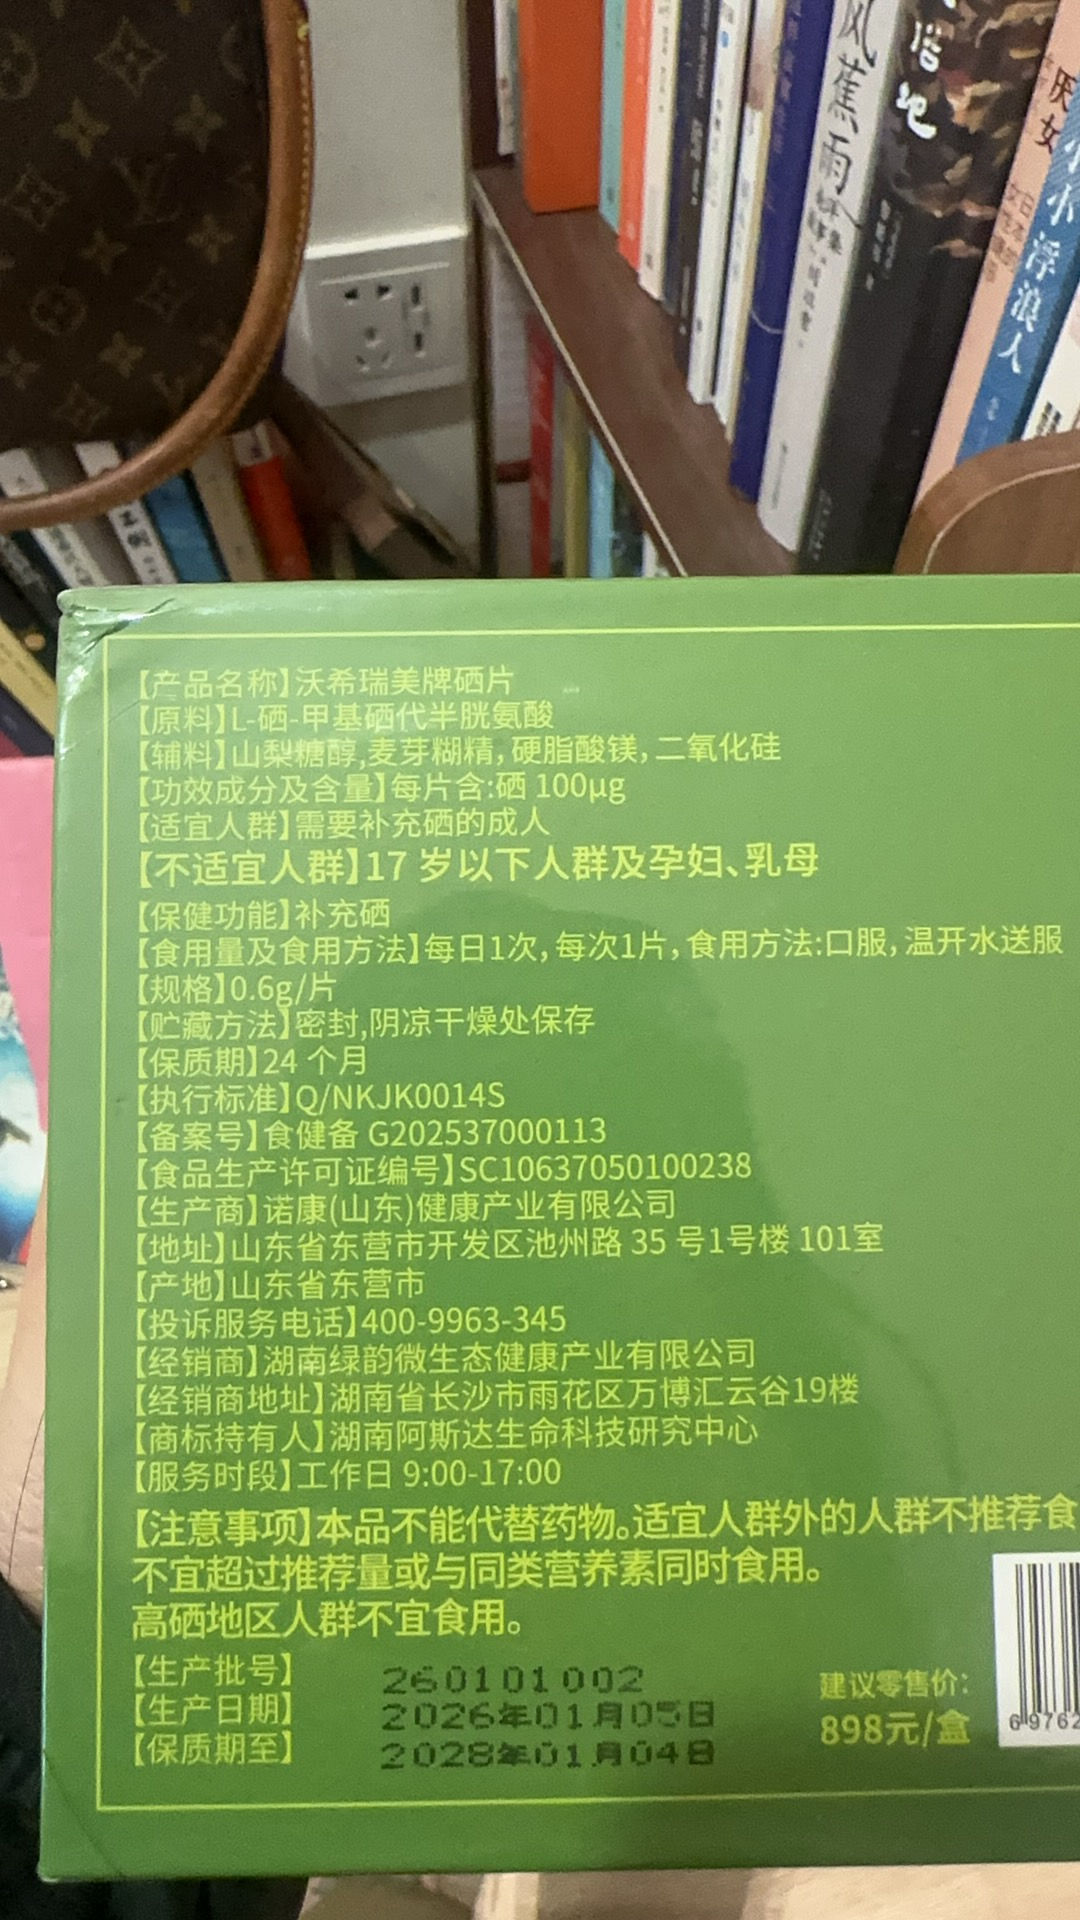 风蕉雨
俗地
厌女
水浮浪人
【产品名称】沃希瑞美牌硒片
【原料】L-硒-甲基硒代半胱氨酸
【辅料】山梨糖醇,麦芽糊精,硬脂酸镁,二氧化硅
【功效成分及含量】每片含:硒 100μg
【适宜人群】需要补充硒的成人
【不适宜人群】17 岁以下人群及孕妇、乳母
【保健功能】补充硒
【食用量及食用方法】每日1次,每次1片,食用方法:口服,温开水送服
【规格】0.6g/片
【贮藏方法】密封,阴凉干燥处保存
【保质期】24 个月
【执行标准】Q/NKJK0014S
【备案号】食健备 G202537000113
【食品生产许可证编号】SC10637050100238
【生产商】诺康(山东)健康产业有限公司
【地址】山东省东营市开发区池州路 35 号1号楼 101室
【产地】山东省东营市
【投诉服务电话】400-9963-345
【经销商】湖南绿韵微生态健康产业有限公司
【经销商地址】湖南省长沙市雨花区万博汇云谷19楼
【商标持有人】湖南阿斯达生命科技研究中心
【服务时段】工作日 9:00-17:00
【注意事项】本品不能代替药物。适宜人群外的人群不推荐食
不宜超过推荐量或与同类营养素同时食用。
高硒地区人群不宜食用。
【生产批号】 260101002
【生产日期】 2026年01月05日
【保质期至】 2028年01月04日
建议零售价:
898元/盒
6 9762